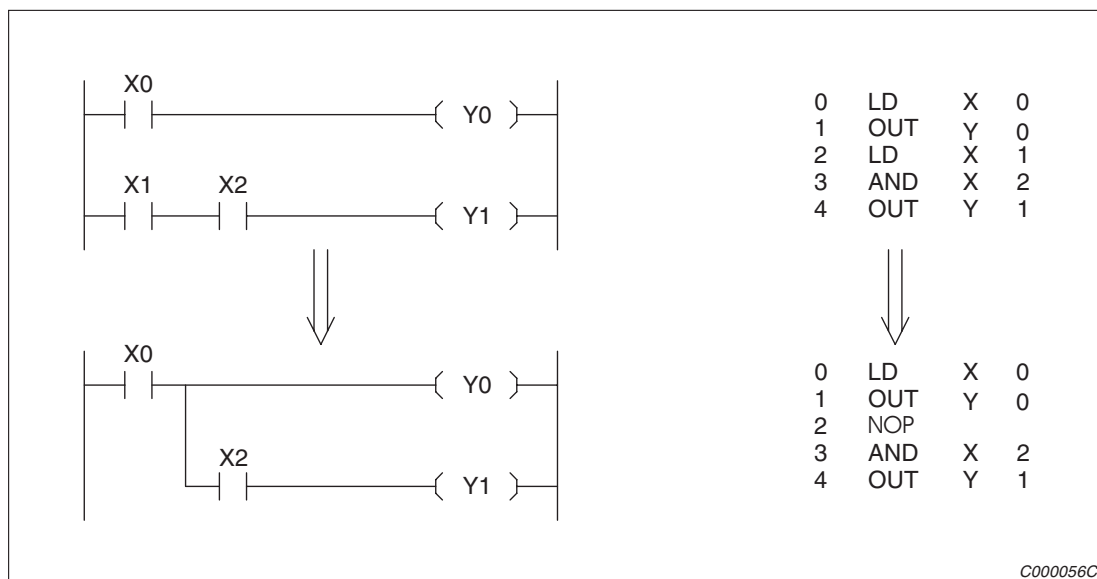 X0
Y0
X1 X2
Y1
0 LD X 0
1 OUT Y 0
2 LD X 1
3 AND X 2
4 OUT Y 1
X0
Y0
X2
Y1
0 LD X 0
1 OUT Y 0
2 NOP
3 AND X 2
4 OUT Y 1
C000056C